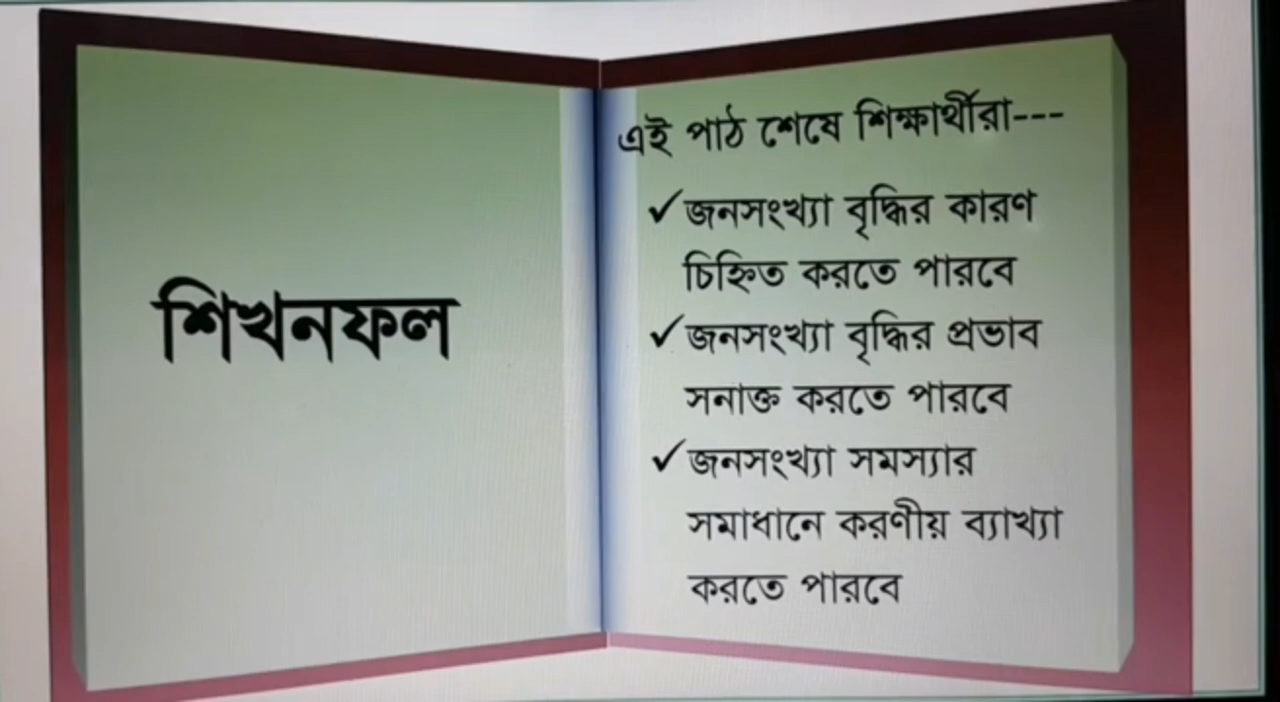 শিখনফল
এই পাঠ শেষে শিক্ষার্থীরা---
✓জনসংখ্যা বৃদ্ধির কারণ
চিহ্নিত করতে পারবে
✓জনসংখ্যা বৃদ্ধির প্রভাব
সনাক্ত করতে পারবে
✓জনসংখ্যা সমস্যার
সমাধানে করণীয় ব্যাখ্যা
করতে পারবে